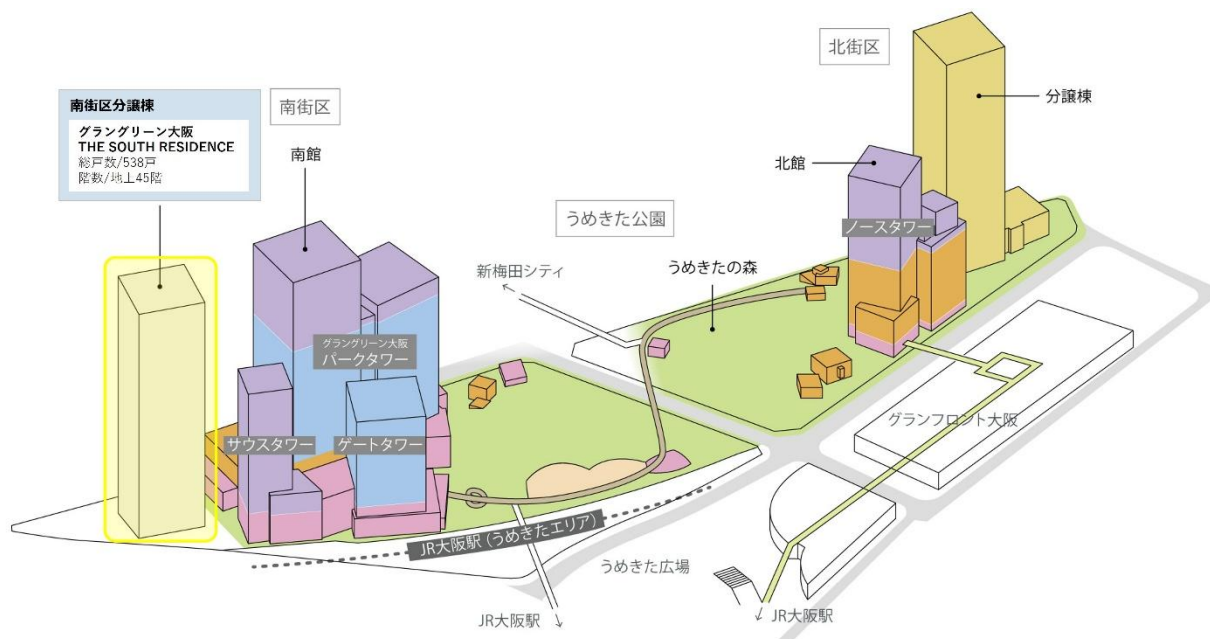 南街区分譲棟
グラングリーン大阪
THE SOUTH RESIDENCE
総戸数/538戸
階数/地上45階
南街区
南館
北街区
分譲棟
北館
ノースタワー
うめきた公園
新梅田シティ
うめきたの森
グラングリーン大阪
パークタワー
サウスタワー
ゲートタワー
グランフロント大阪
JR大阪駅(うめきたエリア)
うめきた広場
JR大阪駅
JR大阪駅